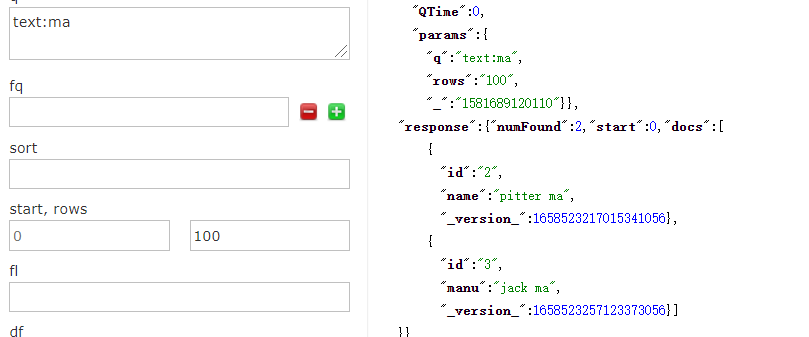 text:ma
fq
sort
start, rows
0
100
fl
df
"QTime":0,
"params":{
"q":"text:ma",
"rows":"100",
"_":"1581689120110"}},
"response":{"numFound":2,"start":0,"docs":[
{
"id":"2",
"name":"pitter ma",
"_version_":1658523217015341056},
{
"id":"3",
"manu":"jack ma",
"_version_":1658523257123373056}]
}}